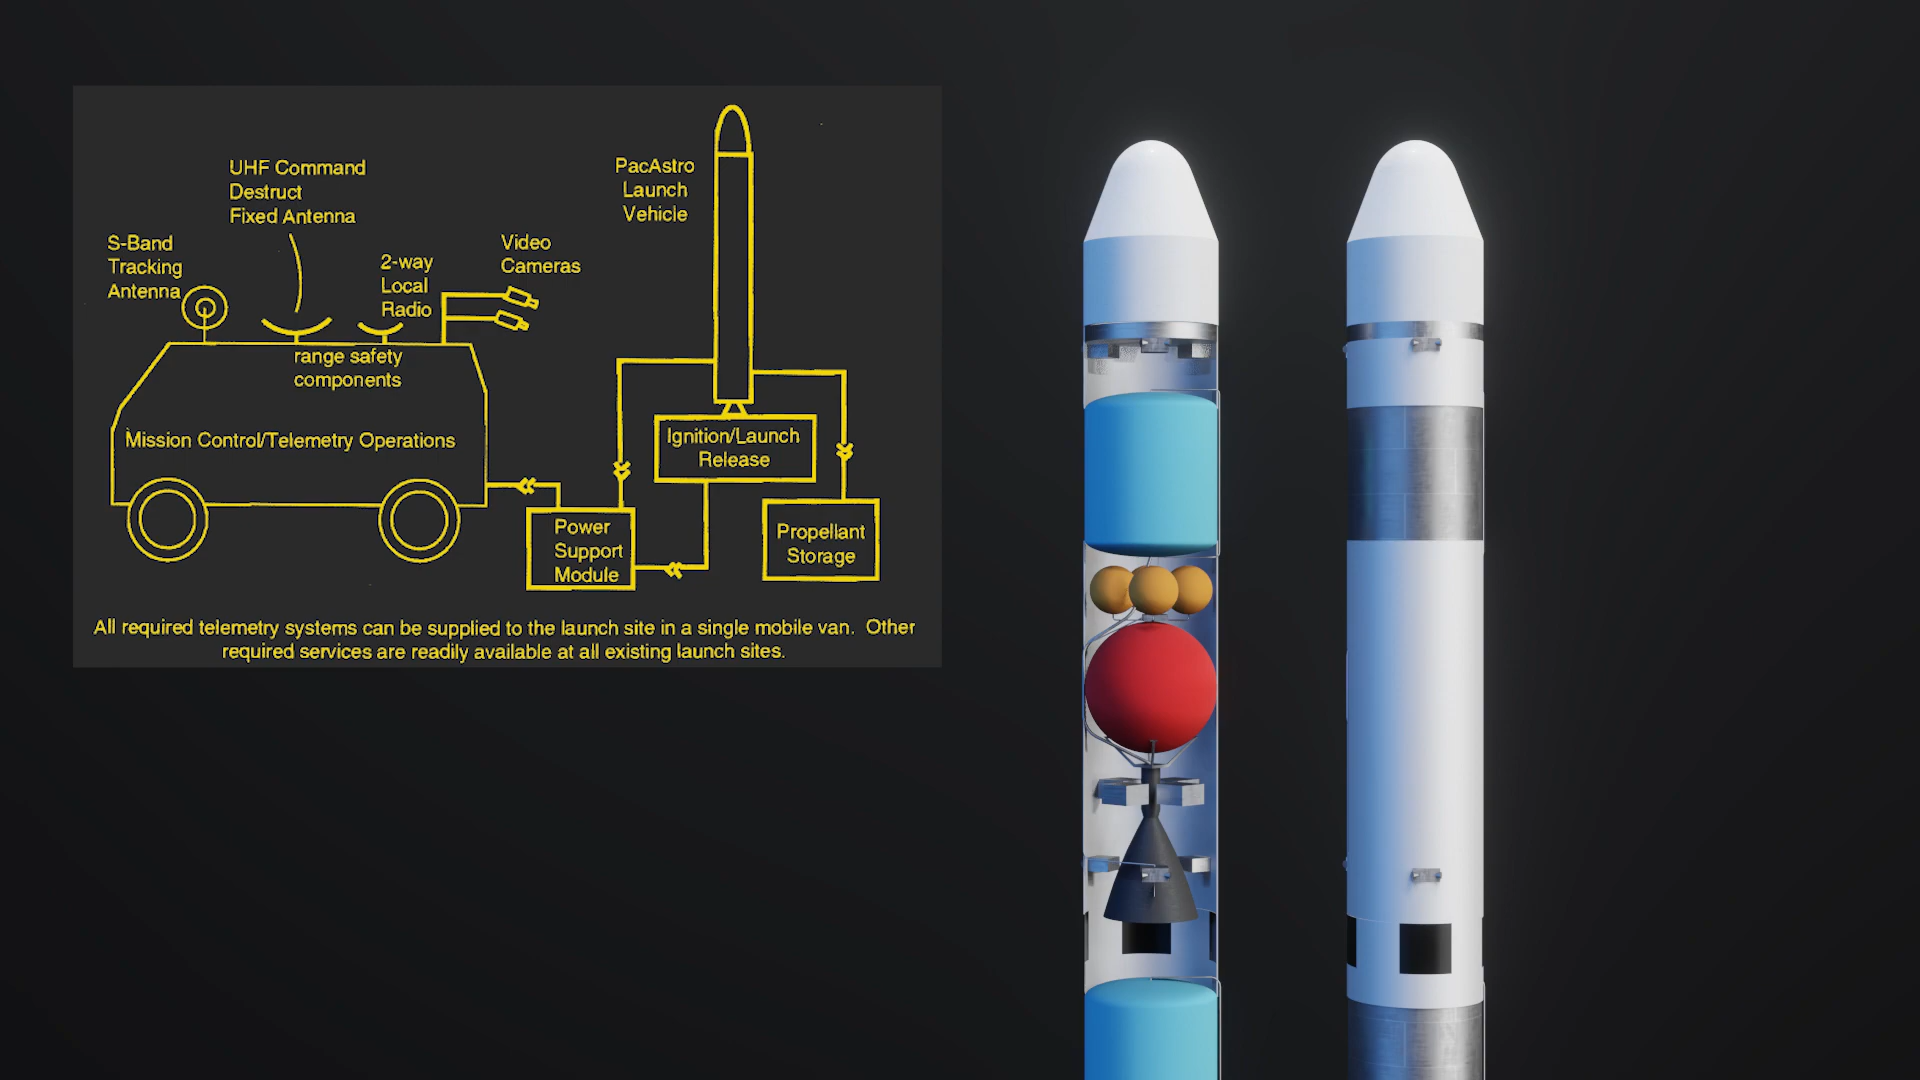 UHF Command
Destruct
Fixed Antenna
S-Band
Tracking
Antenna
2-way
Local
Radio
Video
Cameras
PacAstro
Launch
Vehicle
range safety
components
Mission Control/Telemetry Operations
Ignition/Launch
Release
Power
Support
Module
Propellant
Storage
All required telemetry systems can be supplied to the launch site in a single mobile van. Other
required services are readily available at all existing launch sites.